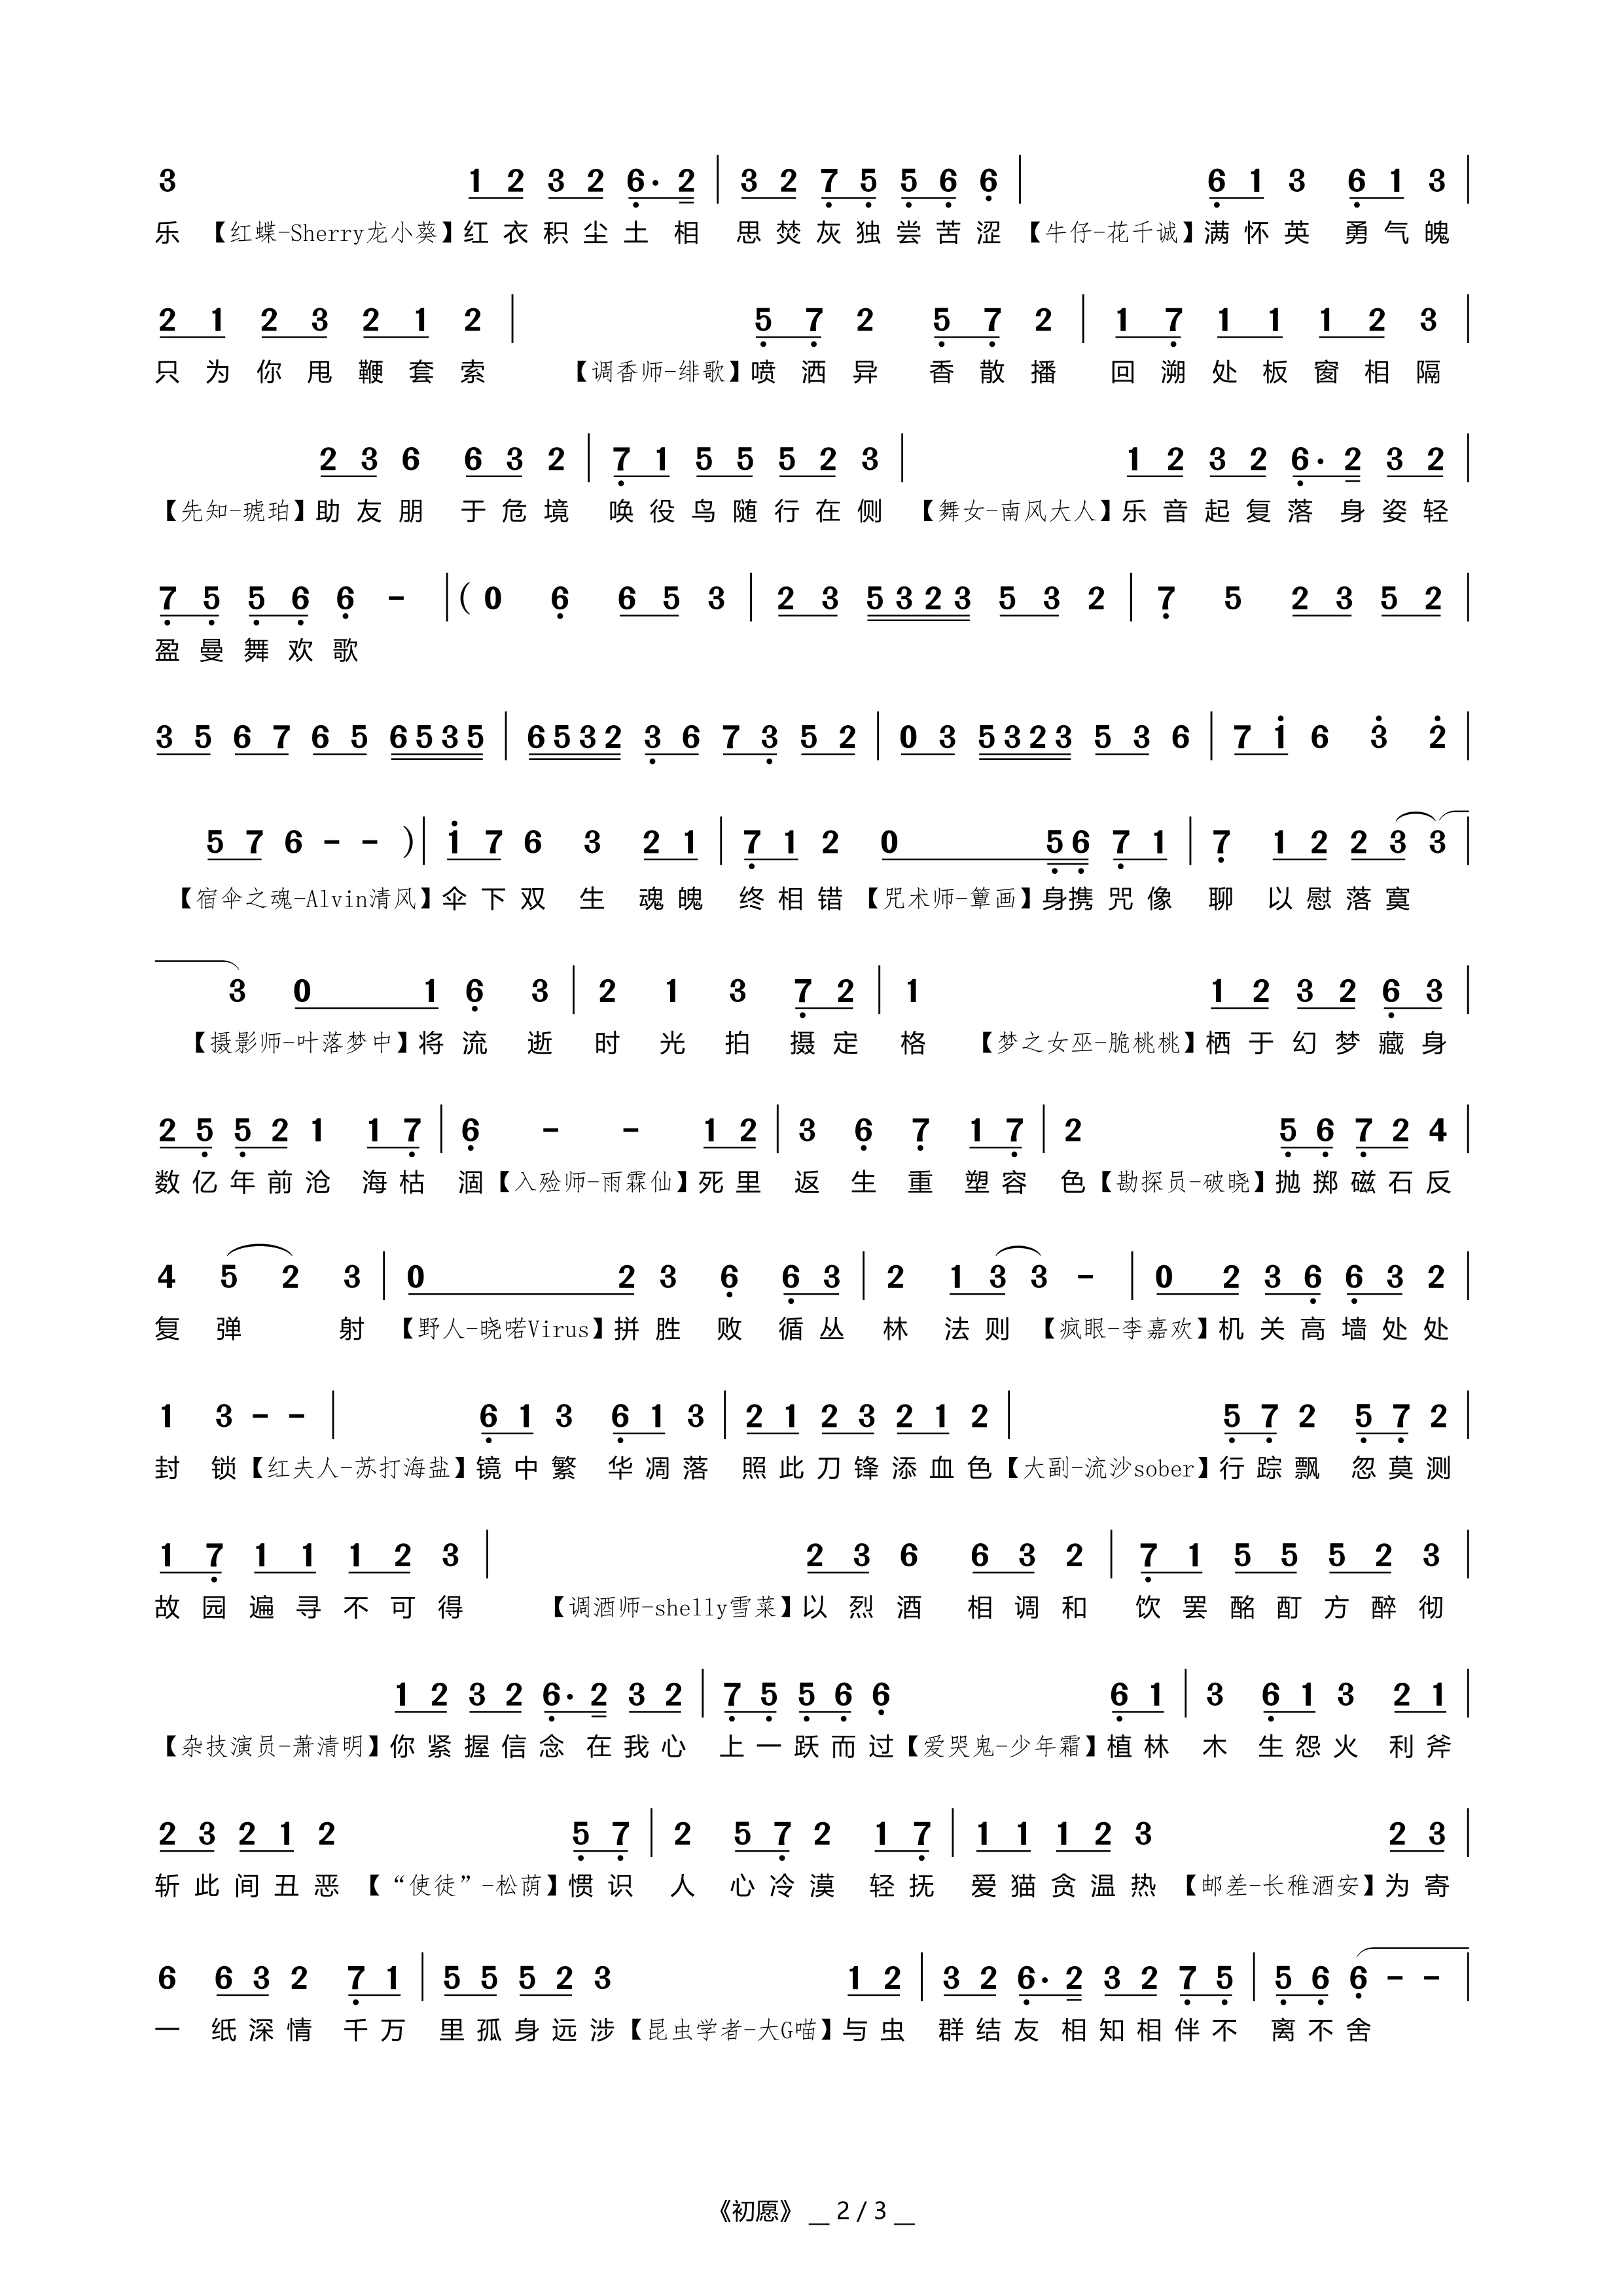 3 1 2 3 2 6· 2 | 3 2 7 5 5 6 6 | 6 1 3 6 1 3 |
乐 【红蝶-Sherry龙小葵】红衣积尘土相 思焚灰独尝苦涩 【牛仔-花千诚】满怀英 勇气魄
2 1 2 3 2 1 2 | 5 7 2 5 7 2 | 1 7 1 1 1 2 3 |
只为你甩鞭套索 【调香师-绯歌】喷洒异 香散播 回溯处板窗相隔
2 3 6 6 3 2 | 7 1 5 5 5 2 3 | 1 2 3 2 6· 2 3 2 |
【先知-琥珀】助友朋 于危境 唤役鸟随行在侧 【舞女-南风大人】乐音起复落身姿轻
7 5 5 6 6 - | ( 0 6 6 5 3 | 2 3 5 3 2 3 5 3 2 | 7 5 2 3 5 2 |
盈曼舞欢歌
3 5 6 7 6 5 6 5 3 5 | 6 5 3 2 3 6 7 3 5 2 | 0 3 5 3 2 3 5 3 6 | 7 1 6 3 2 |
5 7 6 - - ) | 1 7 6 3 2 1 | 7 1 2 0 5 6 7 1 | 7 1 2 2 3 3 |
【宿伞之魂-Alvin清风】伞下双 生 魂魄 终相错 【咒术师-簟画】身携咒像 聊 以慰落寞
3 0 1 6 3 | 2 1 3 7 2 | 1 1 2 3 2 6 3 |
【摄影师-叶落梦中】将流 逝 时 光 拍 摄定 格 【梦之女巫-脆桃桃】栖于幻梦藏身
2 5 5 2 1 1 7 | 6 - - 1 2 | 3 6 7 1 7 | 2 5 6 7 2 4 |
数亿年前沧 海枯 涸【入殓师-雨霖仙】死里 返 生 重 塑容 色【勘探员-破晓】抛掷磁石反
4 5 2 3 | 0 2 3 6 6 3 | 2 1 3 3 - | 0 2 3 6 6 3 2 |
复 弹 射 【野人-晓喏Virus】拼胜 败 循丛 林 法则 【疯眼-李嘉欢】机关高墙处处
1 3 - - | 6 1 3 6 1 3 | 2 1 2 3 2 1 2 | 5 7 2 5 7 2 |
封 锁【红夫人-苏打海盐】镜中繁 华凋落 照此刀锋添血色【大副-流沙sober】行踪飘 忽莫测
1 7 1 1 1 2 3 | 2 3 6 6 3 2 | 7 1 5 5 5 2 3 |
故园遍寻不可得 【调酒师-shelly雪菜】以烈酒 相调和 饮罢酩酊方醉彻
1 2 3 2 6· 2 3 2 | 7 5 5 6 6 6 1 | 3 6 1 3 2 1 |
【杂技演员-萧清明】你紧握信念在我心 上一跃而过【爱哭鬼-少年霜】植林 木 生怨火 利斧
2 3 2 1 2 5 7 | 2 5 7 2 1 7 | 1 1 1 2 3 2 3 |
斩此间丑恶 【“使徒”-松荫】惯识 人 心冷漠 轻抚 爱猫贪温热 【邮差-长稚酒安】为寄
6 6 3 2 7 1 | 5 5 5 2 3 1 2 | 3 2 6· 2 3 2 7 5 | 5 6 6 - - |
一 纸深情 千万 里孤身远涉【昆虫学者-大G喵】与虫 群结友相知相伴不 离不舍
《初愿》 __ 2 / 3 __